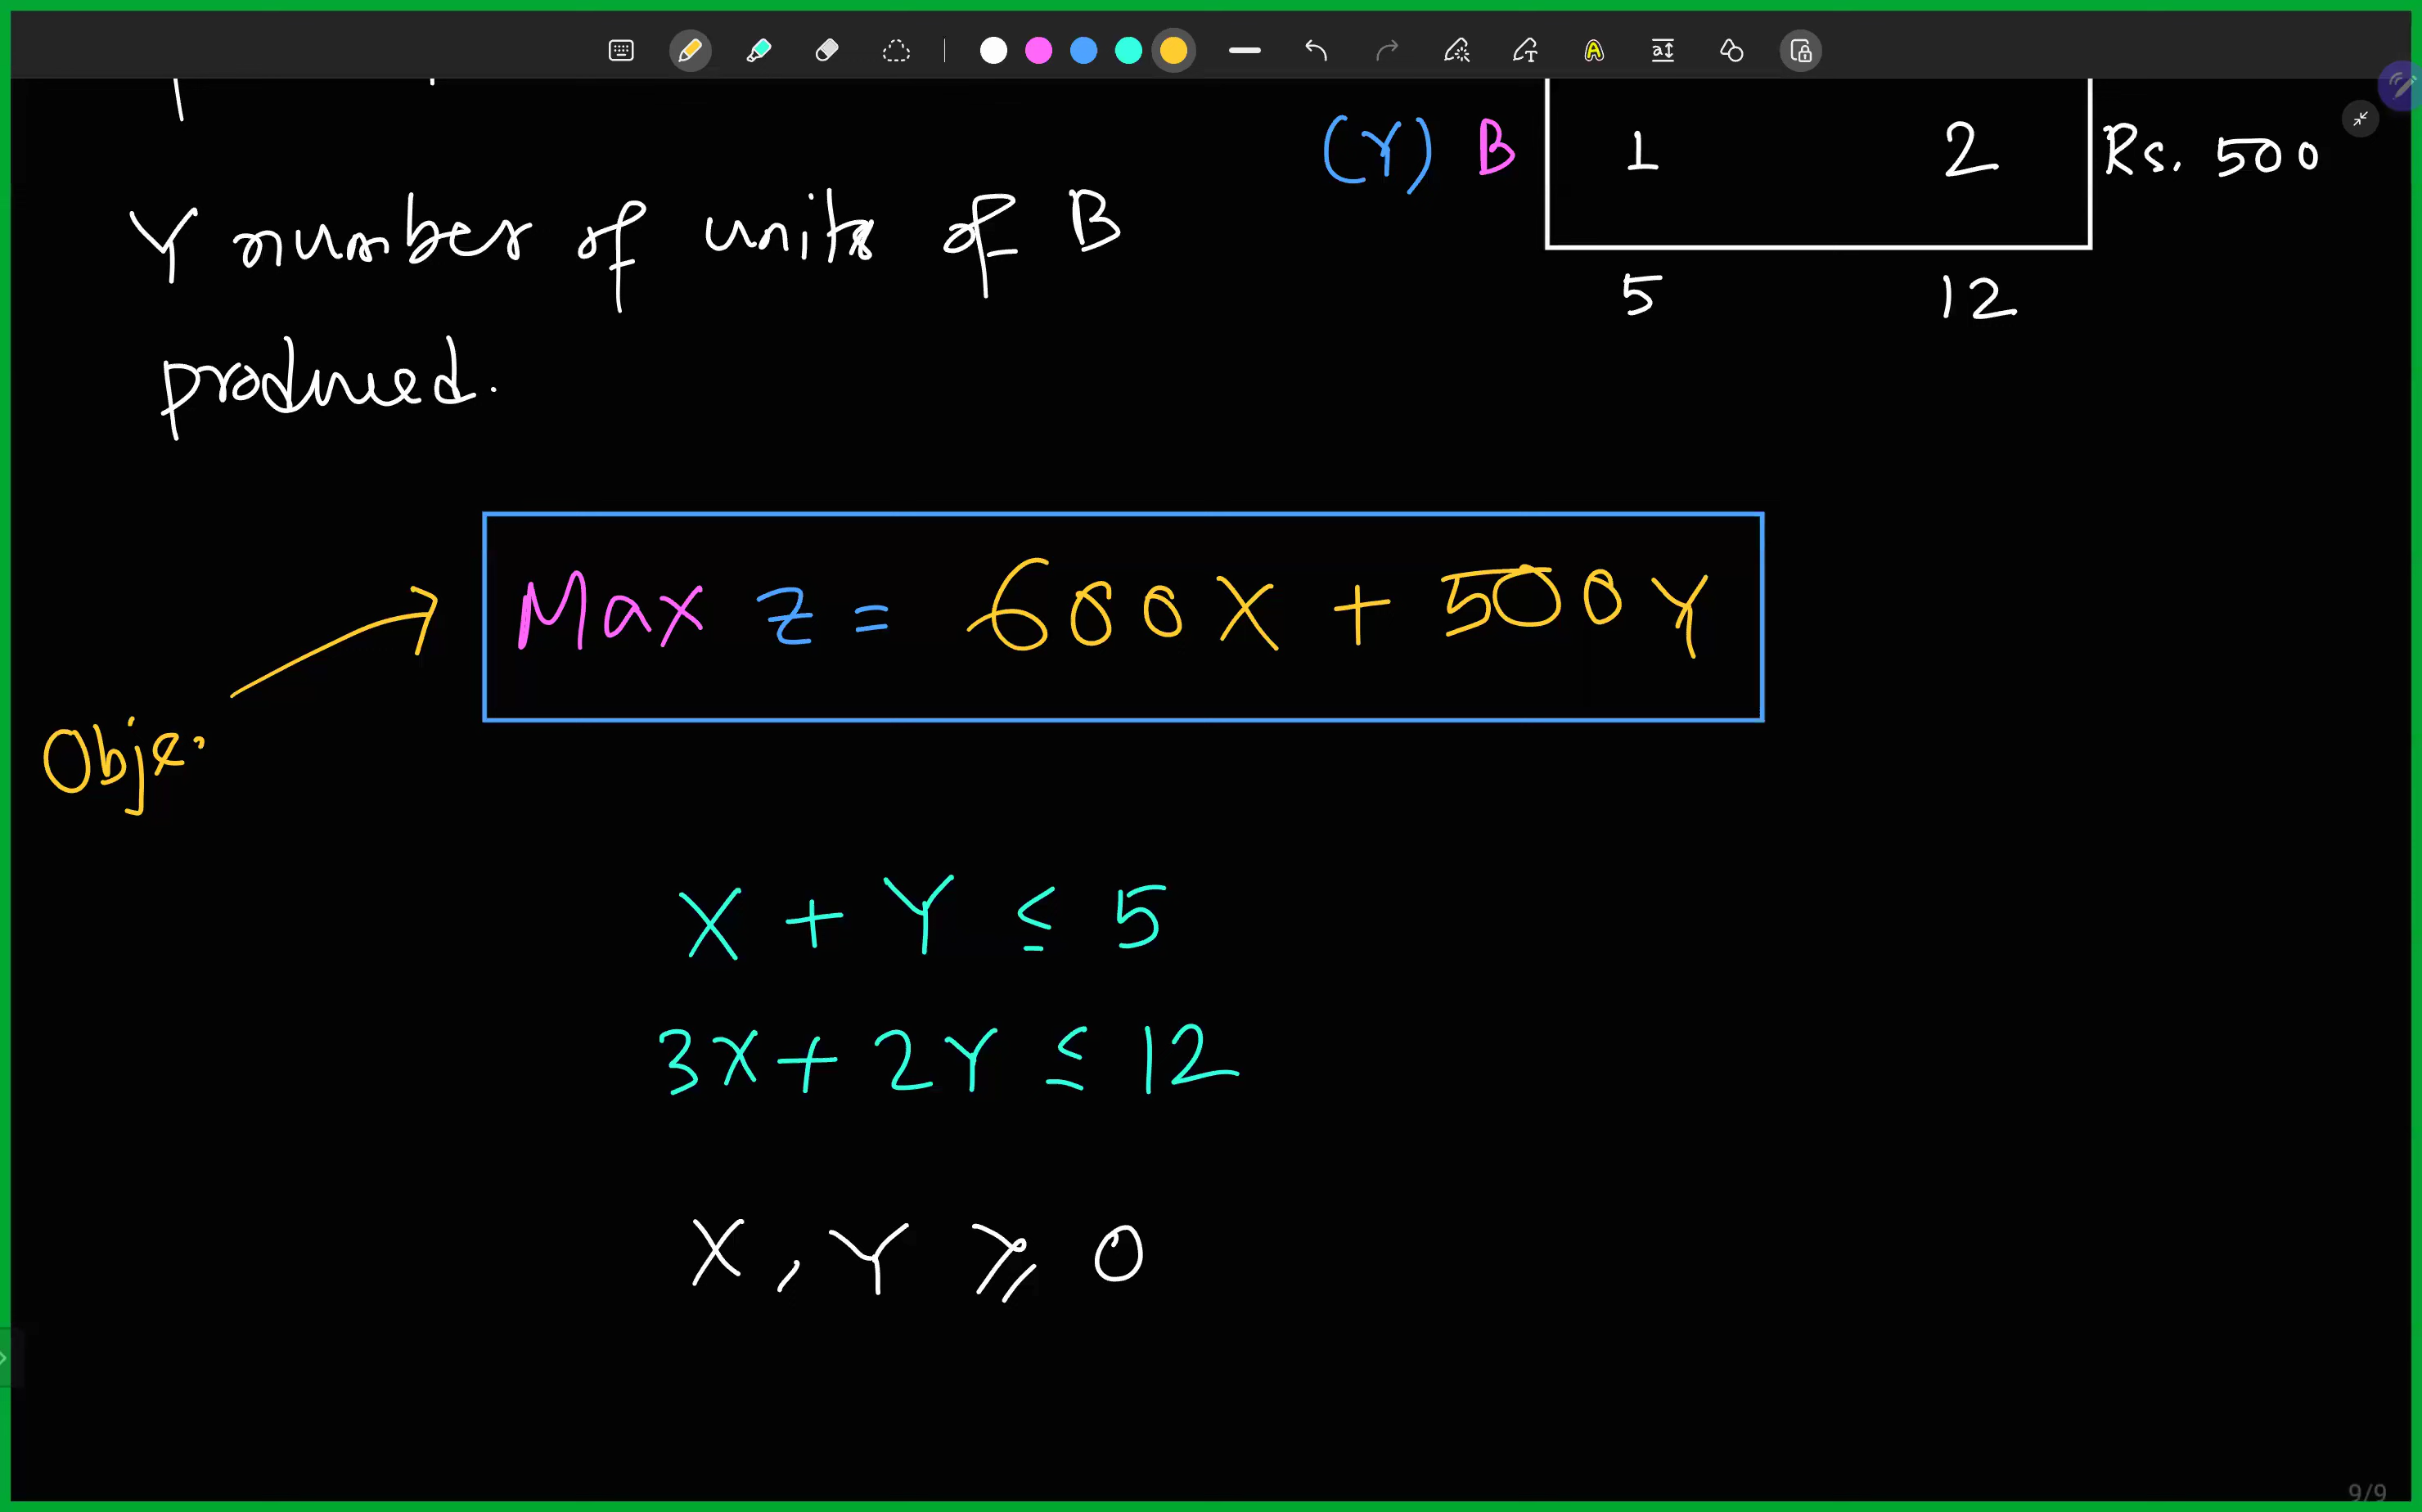 (Y) B 1 2 Rs. 500
Y number of units of B
5 12
produced.
Max Z = 600X + 500Y
Obje
X + Y ≤ 5
3X + 2Y ≤ 12
X, Y ≥ 0
9/9